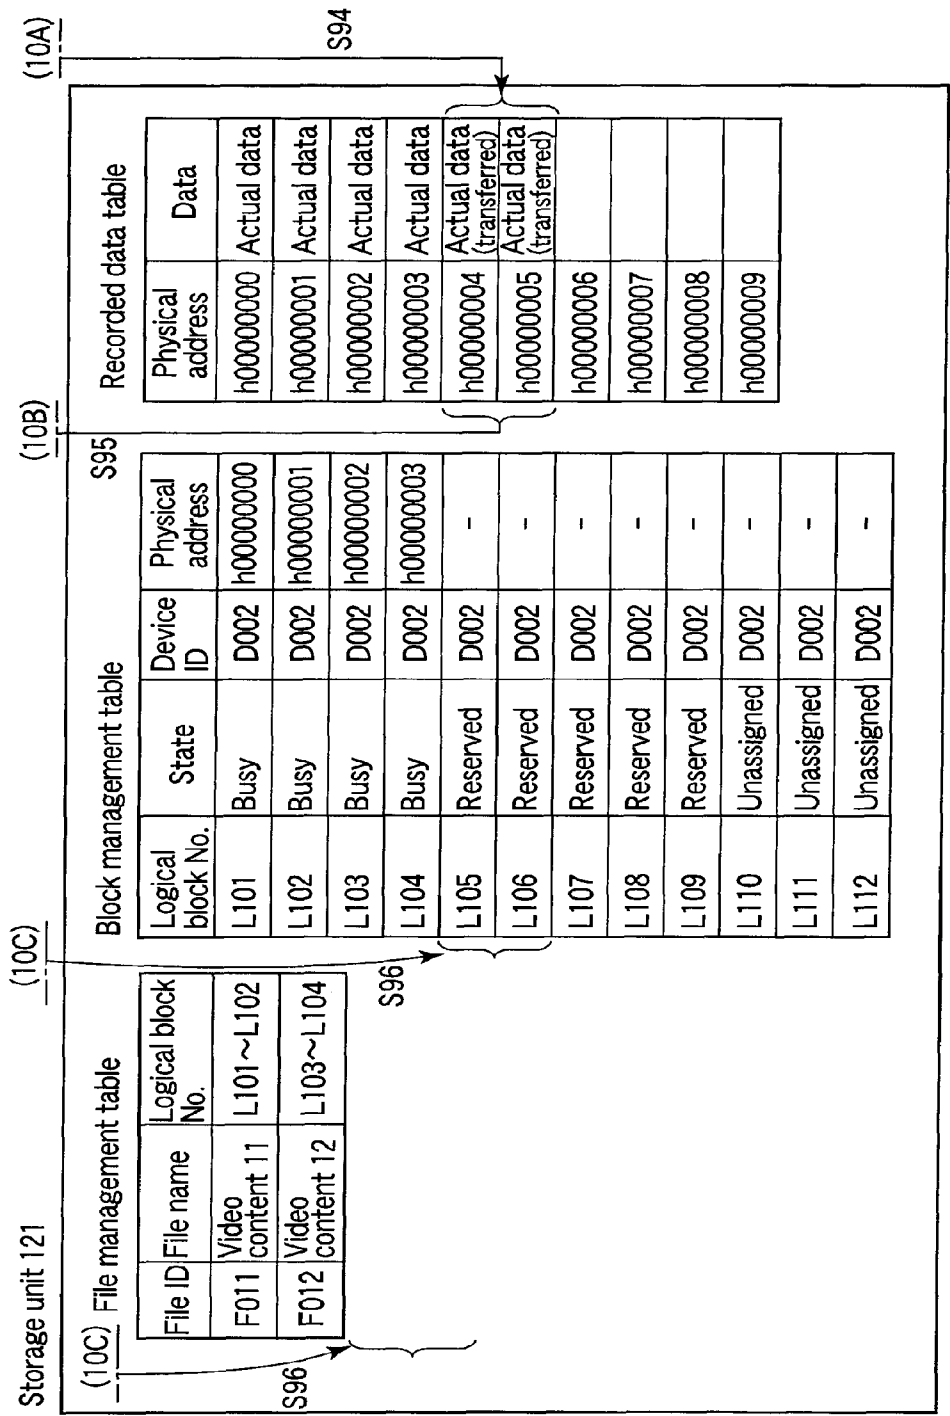 Storage unit 121
(10C)
(10C)
(10B)
(10A)
S94
S95
S96
S96
File management table
File ID File name Logical block
No.
F011 Video
content 11 L101~L102
F012 Video
content 12 L103~L104
Block management table
Logical
block No. State Device
ID Physical
address
L101 Busy D002 h00000000
L102 Busy D002 h00000001
L103 Busy D002 h00000002
L104 Busy D002 h00000003
L105 Reserved D002 -
L106 Reserved D002 -
L107 Reserved D002 -
L108 Reserved D002 -
L109 Reserved D002 -
L110 Unassigned D002 -
L111 Unassigned D002 -
L112 Unassigned D002 -
Recorded data table
Physical
address Data
h00000000 Actual data
h00000001 Actual data
h00000002 Actual data
h00000003 Actual data
h00000004 Actual data
(transferred)
h00000005 Actual data
(transferred)
h00000006
h00000007
h00000008
h00000009